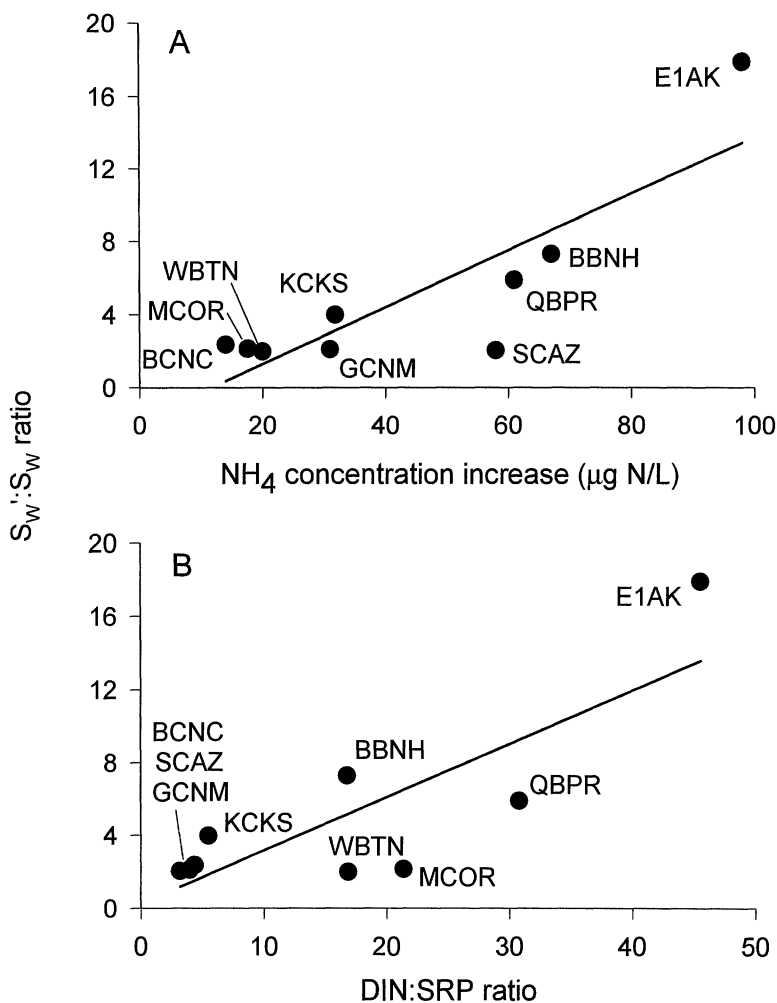 20
A
E1AK
16
12
8
WBTN
KCKS
BBNH
MCOR
QBPR
4
BCNC
GCNM
SCAZ
0
0 20 40 60 80 100
NH4 concentration increase (µg N/L)
Sw':Sw ratio
20
B
E1AK
16
12
BCNC
8
SCAZ
BBNH
GCNM
QBPR
KCKS
4
WBTN
MCOR
0
0 10 20 30 40 50
DIN:SRP ratio